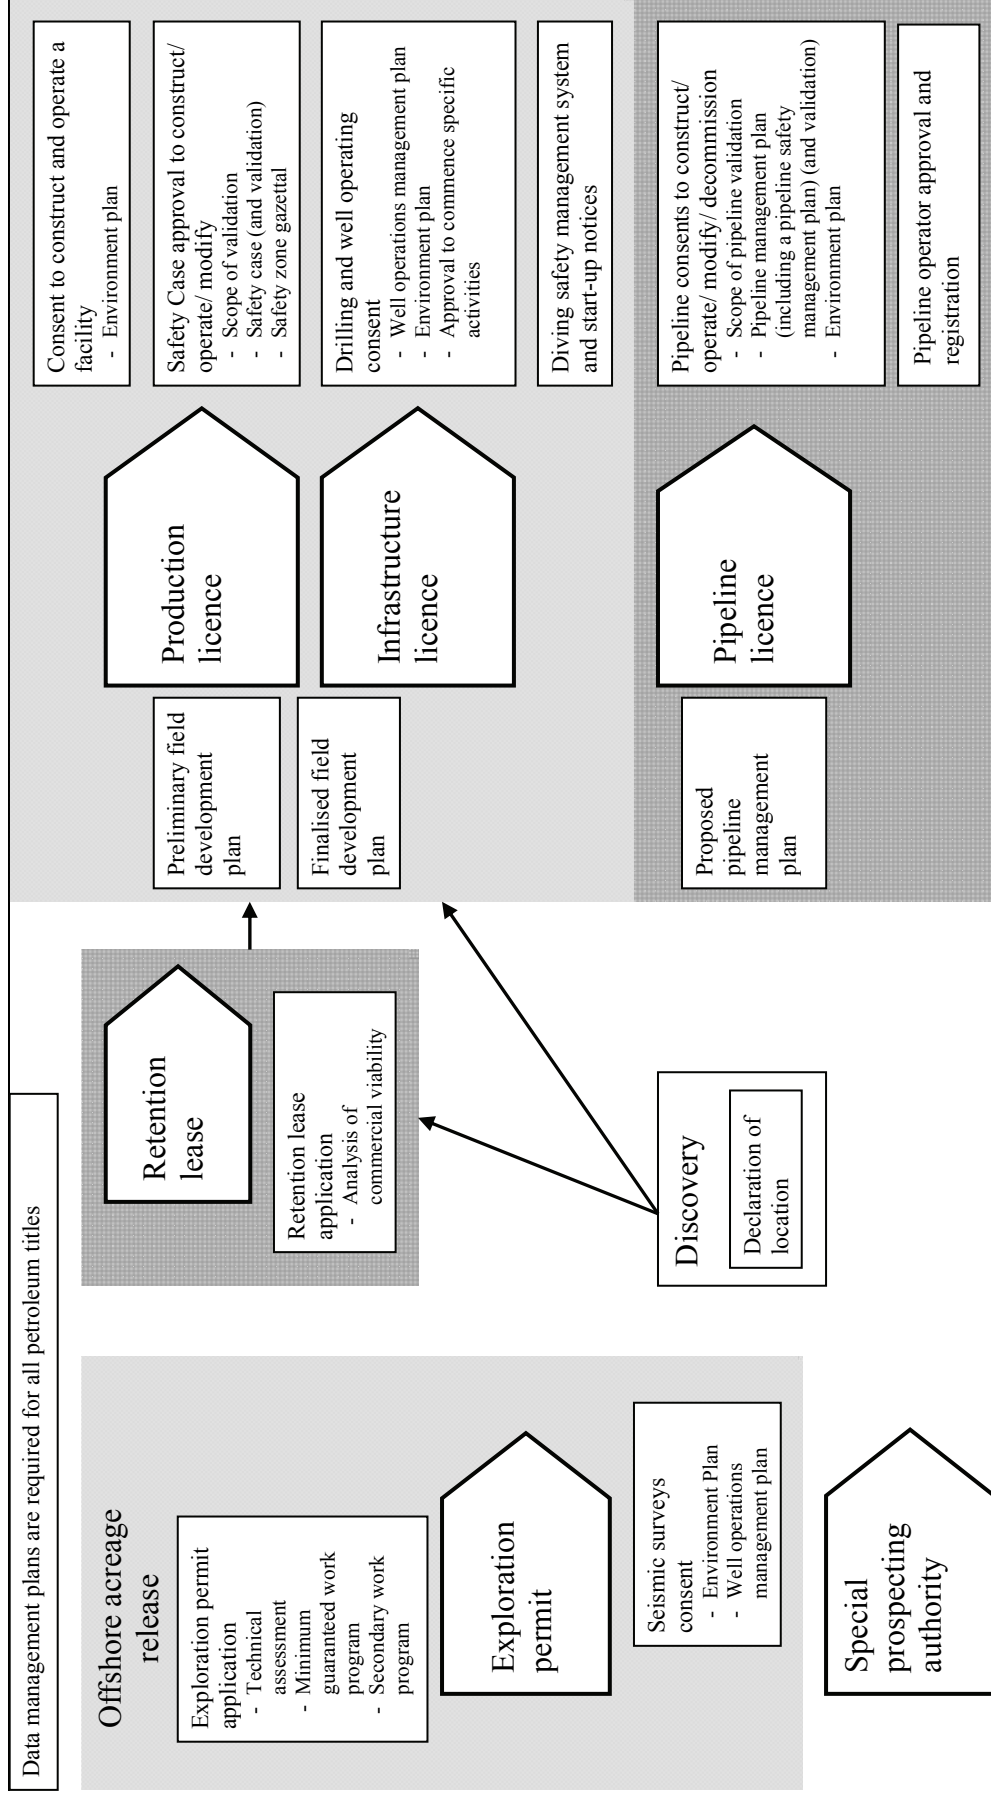 Data management plans are required for all petroleum titles
Offshore acreage
release
Exploration permit
application
- Technical
assessment
- Minimum
guaranteed work
program
- Secondary work
program
Exploration
permit
Seismic surveys
consent
- Environment Plan
- Well operations
management plan
Special
prospecting
authority
Retention
lease
Retention lease
application
- Analysis of
commercial viability
Discovery
Declaration of
location
Preliminary field
development
plan
Finalised field
development
plan
Production
licence
Infrastructure
licence
Consent to construct and operate a
facility
- Environment plan
Safety Case approval to construct/
operate/ modify
- Scope of validation
- Safety case (and validation)
- Safety zone gazettal
Drilling and well operating
consent
- Well operations management plan
- Environment plan
- Approval to commence specific
activities
Diving safety management system
and start-up notices
Proposed
pipeline
management
plan
Pipeline
licence
Pipeline consents to construct/
operate/ modify/ decommission
- Scope of pipeline validation
- Pipeline management plan
(including a pipeline safety
management plan) (and validation)
- Environment plan
Pipeline operator approval and
registration